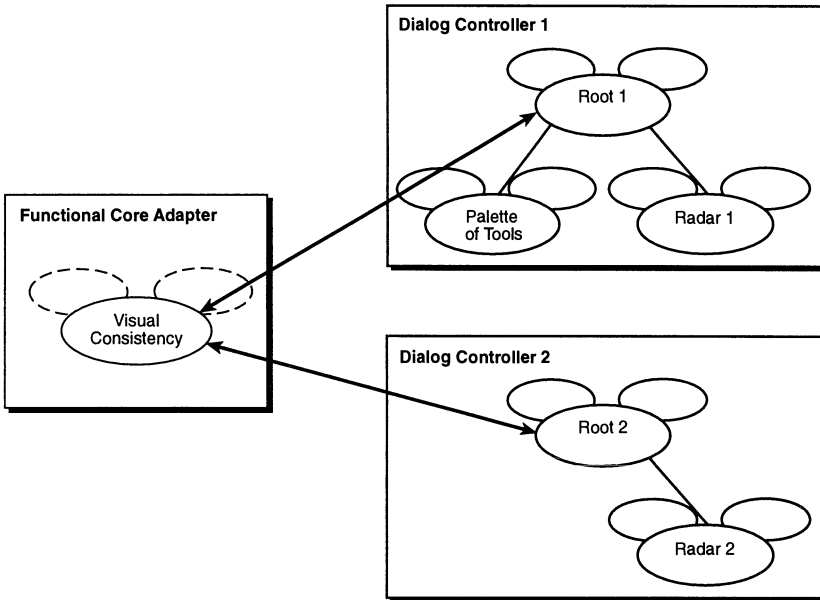 Dialog Controller 1
Root 1
Palette
of Tools
Radar 1
Functional Core Adapter
Visual
Consistency
Dialog Controller 2
Root 2
Radar 2